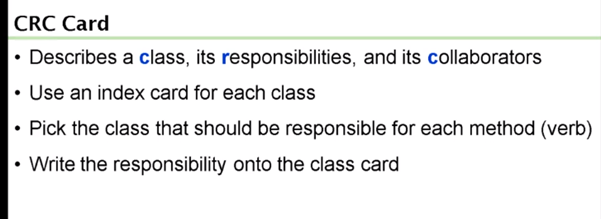 CRC Card
• Describes a class, its responsibilities, and its collaborators
• Use an index card for each class
• Pick the class that should be responsible for each method (verb)
• Write the responsibility onto the class card